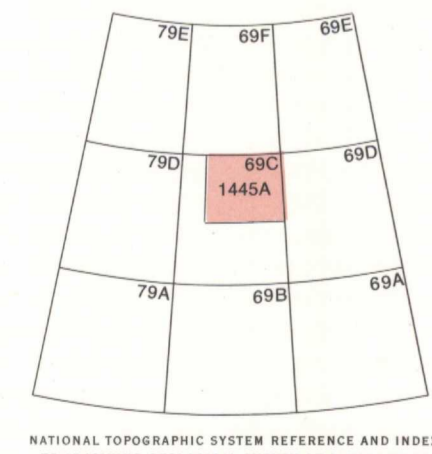 79E 69F 69E
79D 69C 69D
1445A
79A 69B 69A
NATIONAL TOPOGRAPHIC SYSTEM REFERENCE AND INDE